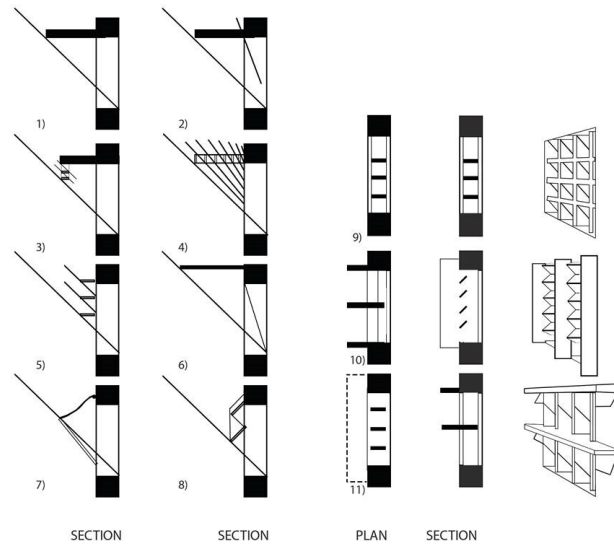 1)
2)
3)
4)
5)
6)
7)
8)
9)
10)
11)
SECTION
SECTION
PLAN
SECTION